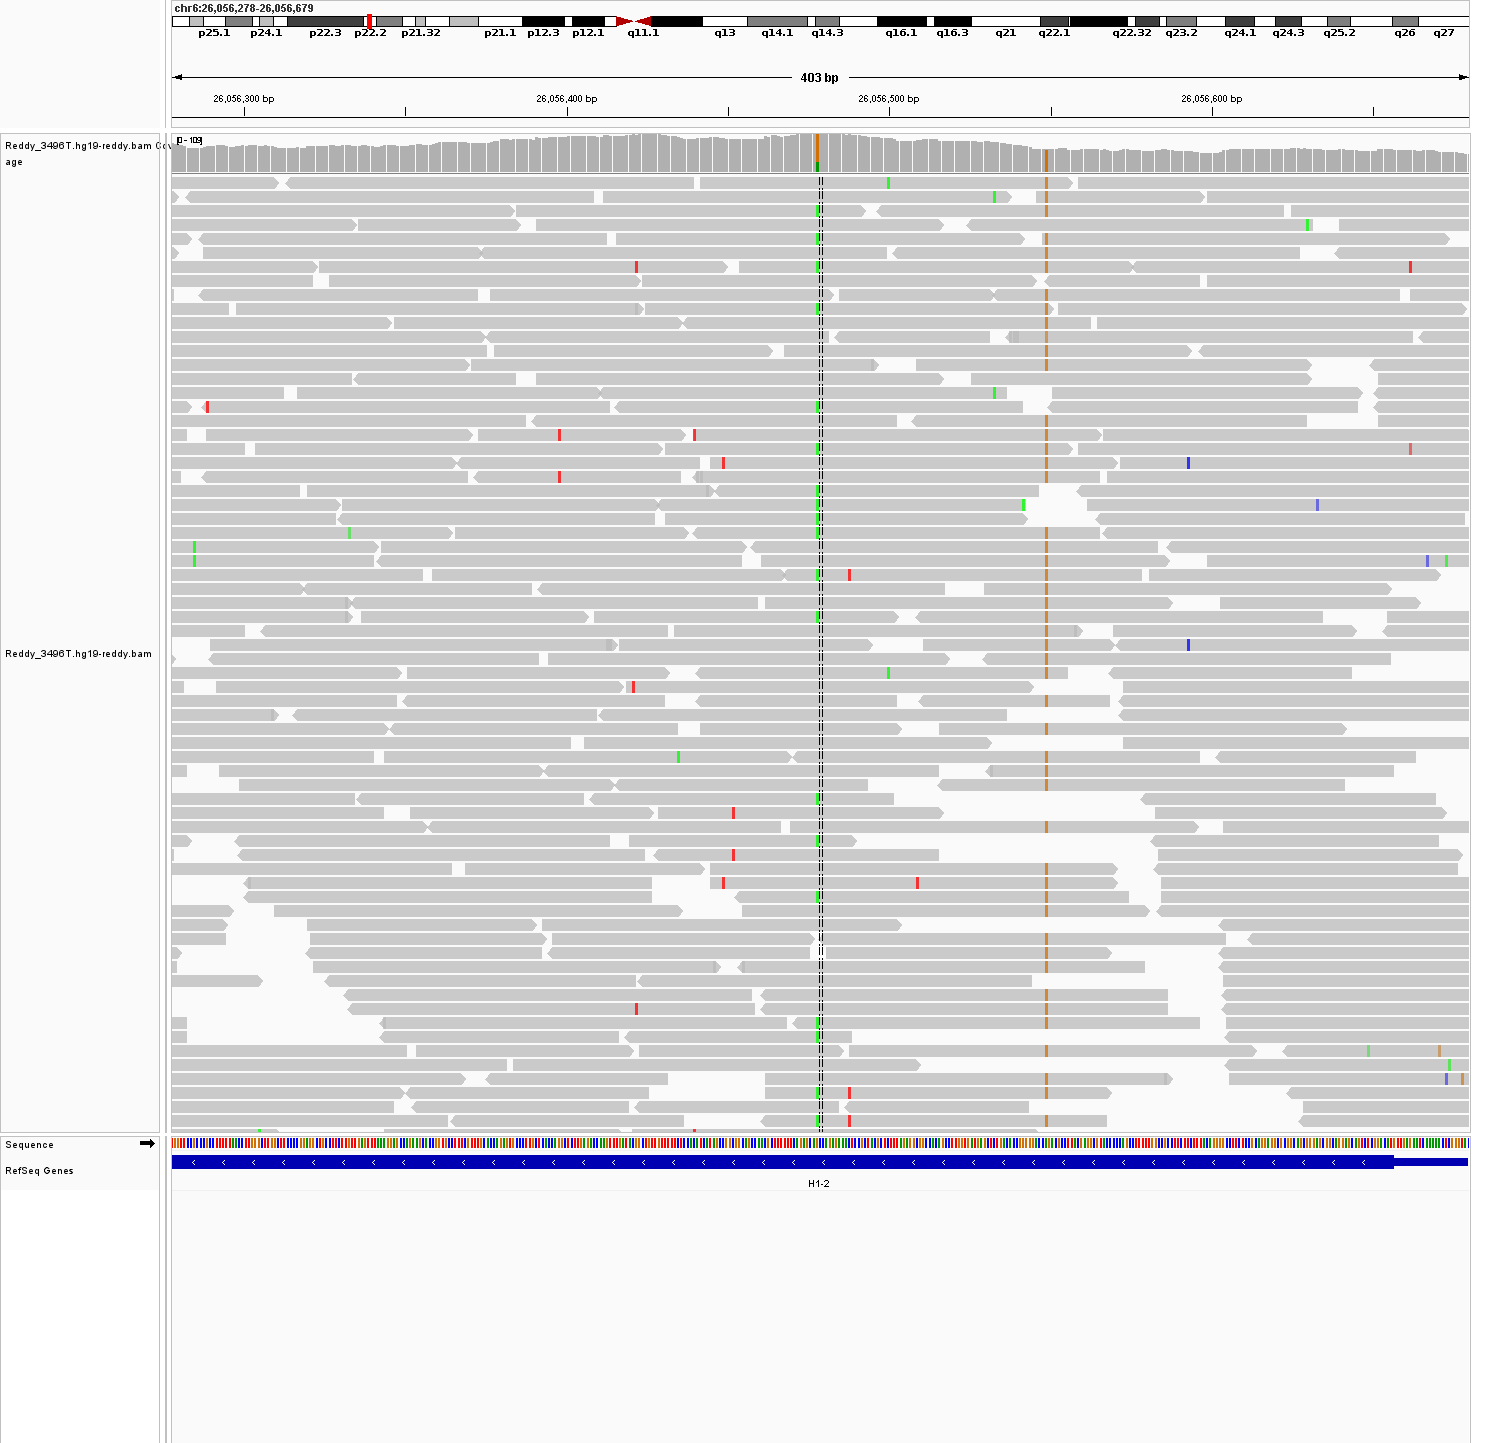 chr6:26,056,278-26,056,679
p25.1 p24.1 p22.3 p22.2 p21.32 p21.1 p12.3 p12.1 q11.1 q13 q14.1 q14.3 q16.1 q16.3 q21 q22.1 q22.32 q23.2 q24.1 q24.3 q25.2 q26 q27
403 bp
26,056,300 bp 26,056,400 bp 26,056,500 bp 26,056,600 bp
[0 - 109]
Reddy_3496T.hg19-reddy.bam Cov
age
Reddy_3496T.hg19-reddy.bam
Sequence
RefSeq Genes
H1-2